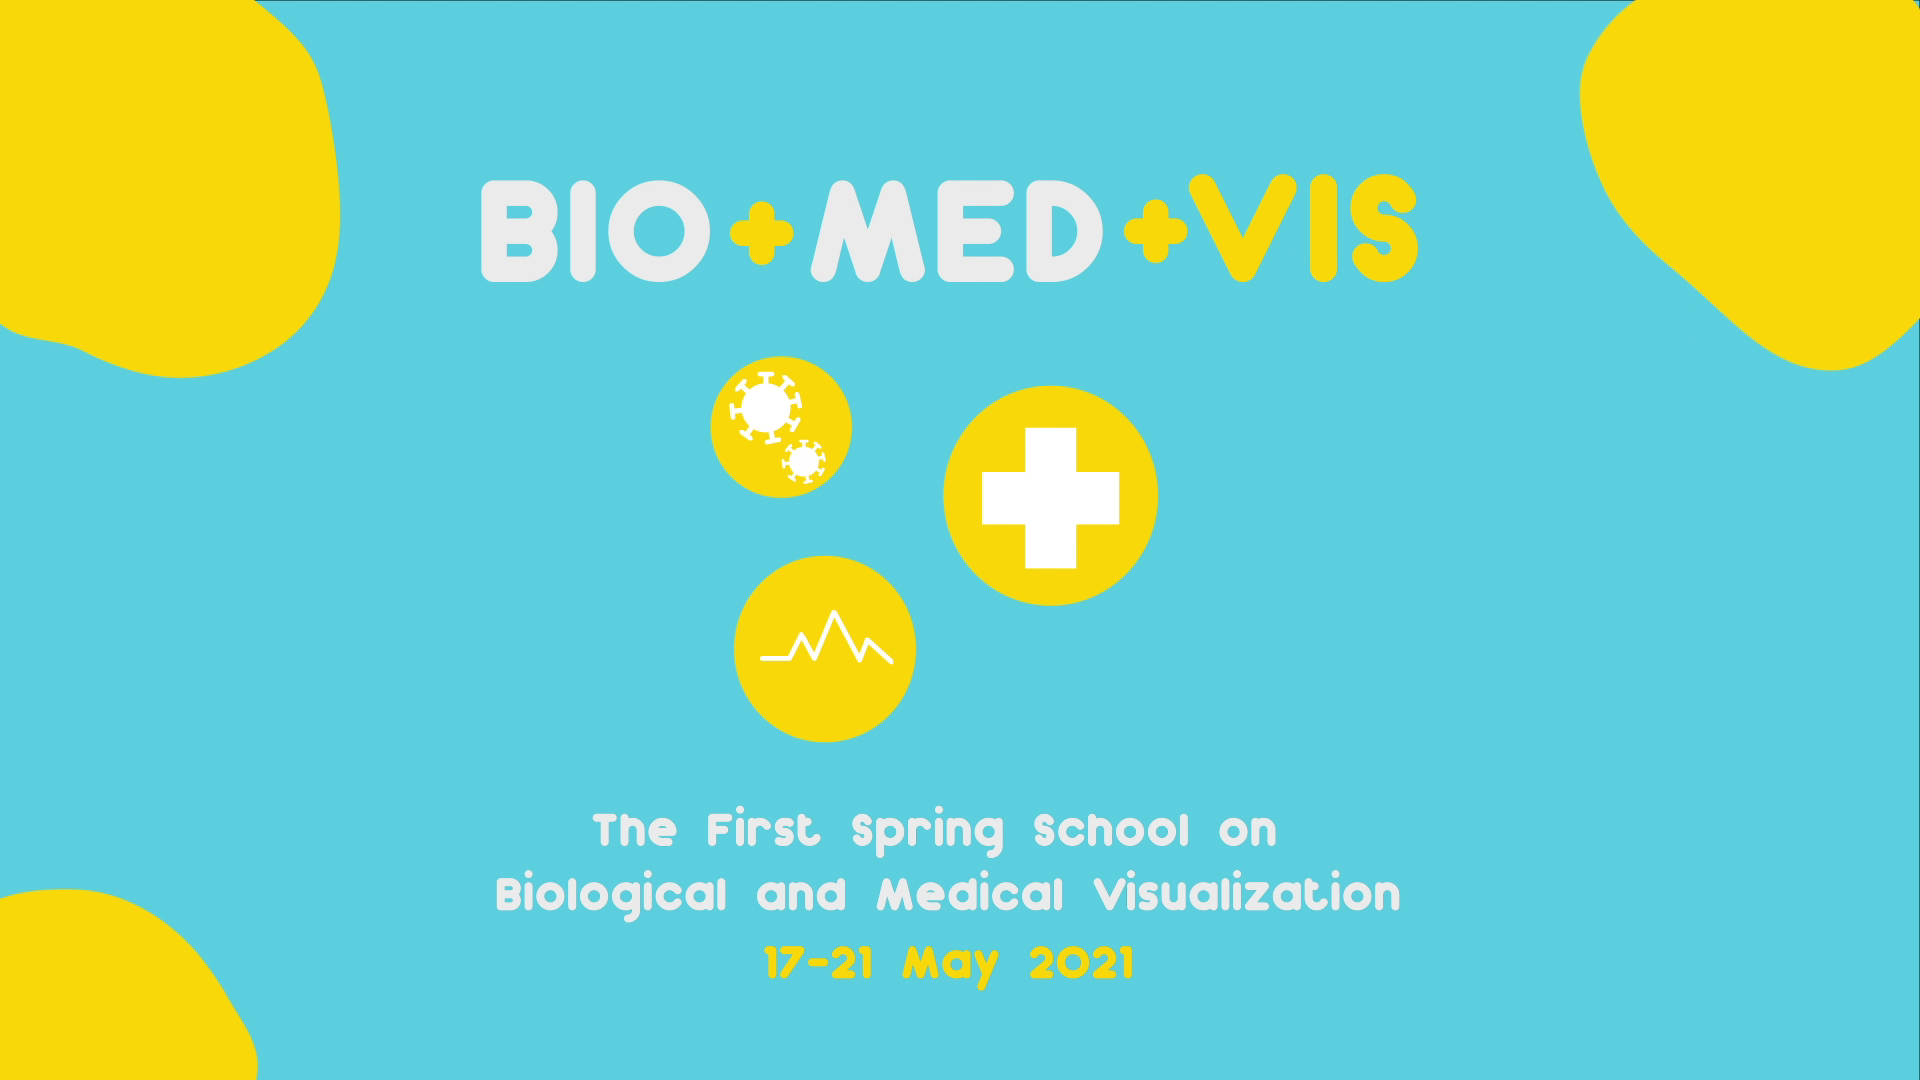 BIO+MED+VIS
The First Spring School on
Biological and Medical Visualization
17-21 May 2021